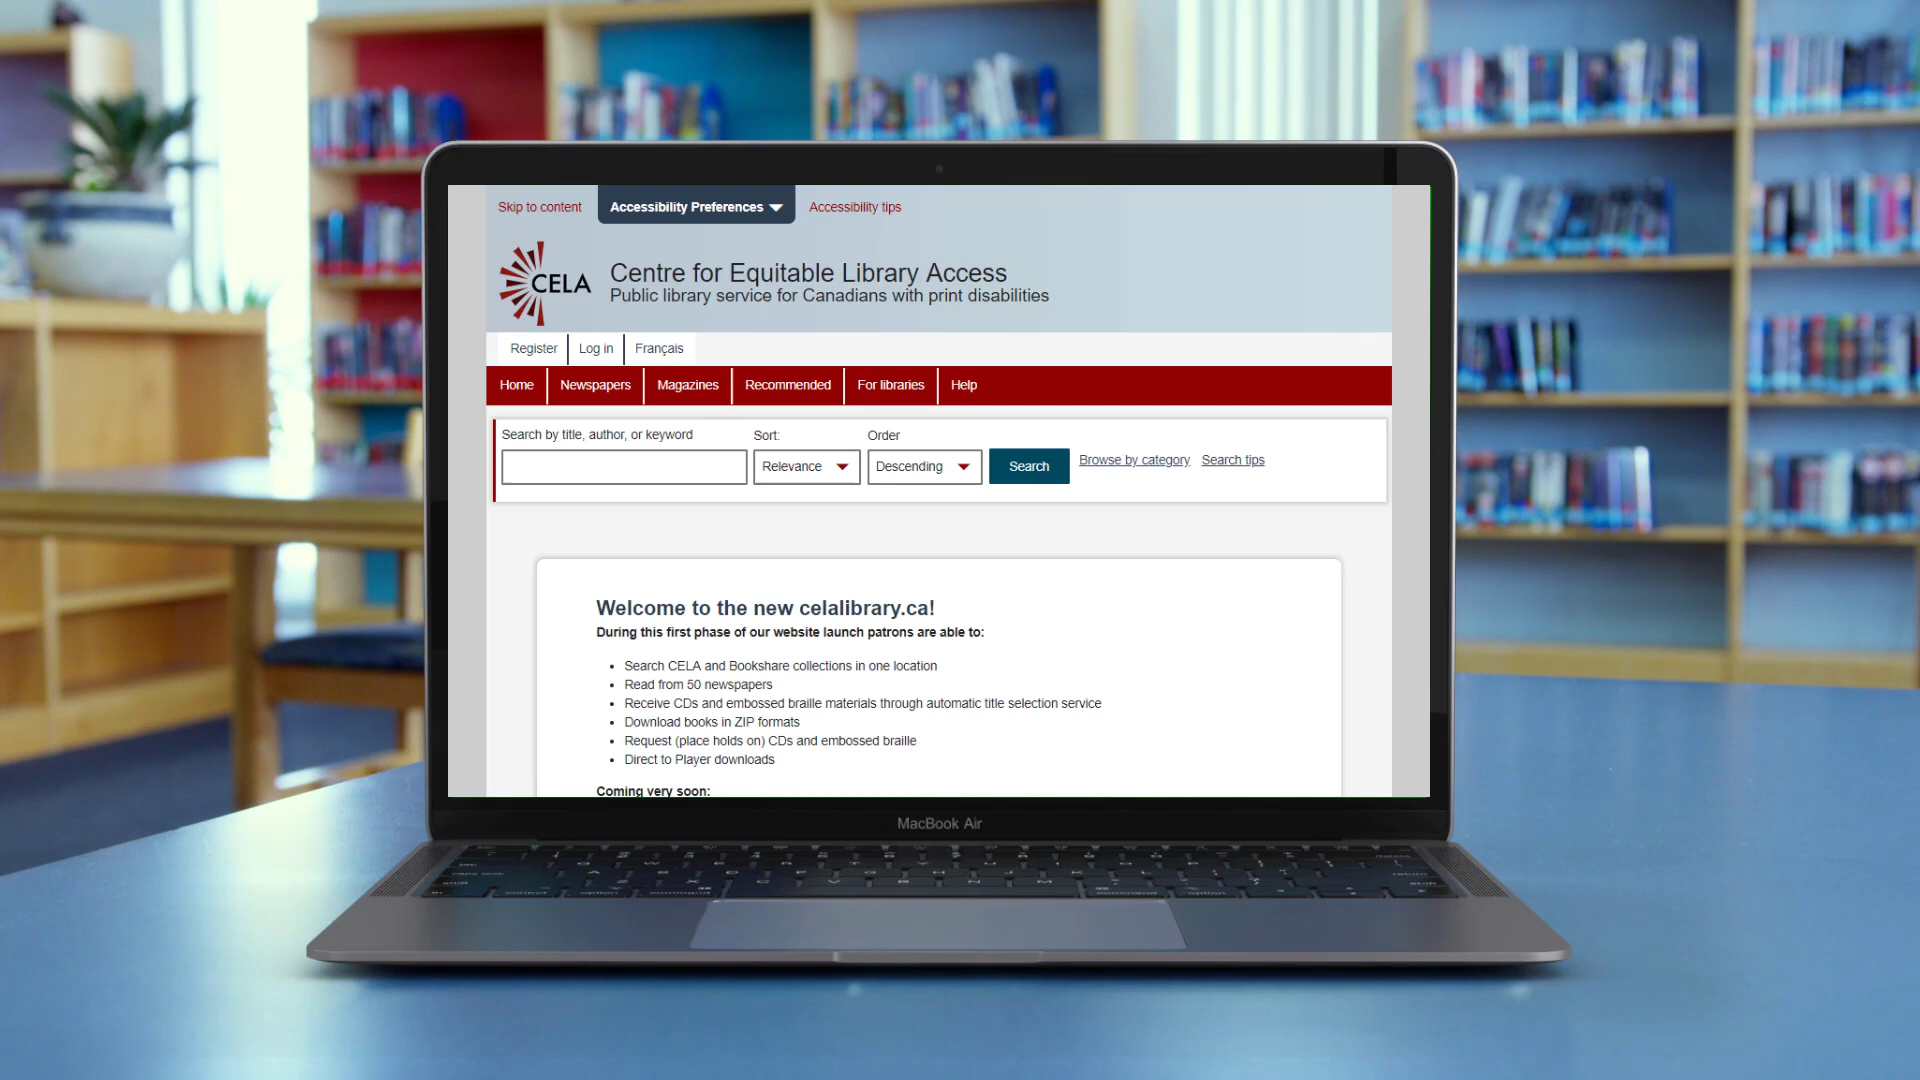 Skip to content
Accessibility Preferences
Accessibility tips
CELA
Centre for Equitable Library Access
Public library service for Canadians with print disabilities
Register
Log in
Français
Home
Newspapers
Magazines
Recommended
For libraries
Help
Search by title, author, or keyword
Sort:
Order
Relevance
Descending
Search
Browse by category
Search tips
Welcome to the new celalibrary.ca!
During this first phase of our website launch patrons are able to:
• Search CELA and Bookshare collections in one location
• Read from 50 newspapers
• Receive CDs and embossed braille materials through automatic title selection service
• Download books in ZIP formats
• Request (place holds on) CDs and embossed braille
• Direct to Player downloads
Coming very soon:
MacBook Air